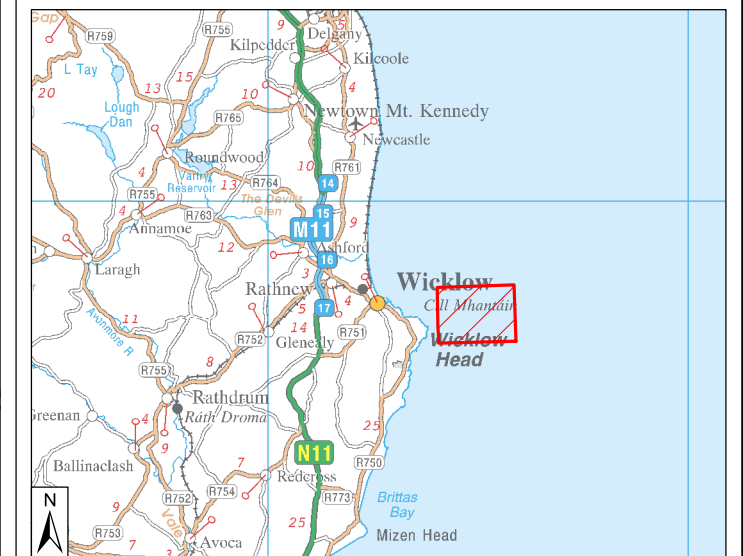 Gap
R759
R755
9
Delgany
Kilpedder
Kilcoole
L Tay
15
13
20
10
4
Lough
Dan
Newtown Mt. Kennedy
R765
Newcastle
4
Roundwood
10
R761
Vartry
Reservoir
13
R764
14
R755
The Devils
Glen
4
R763
15
9
Annamoe
M11
12
Ashford
16
Laragh
3
Wicklow
Rathnew
4
Cill Mhantáin
5
17
11
14
R751
Avonmore R
R752
Glenealy
Wicklow
Head
8
R755
Rathdrum
Ráth Droma
Greenan
4
25
9
N11
Ballinaclash
7
R750
Redcross
R752
R754
R773
Brittas
Bay
N
9
Vale
25
R753
7
Avoca
3
Mizen Head